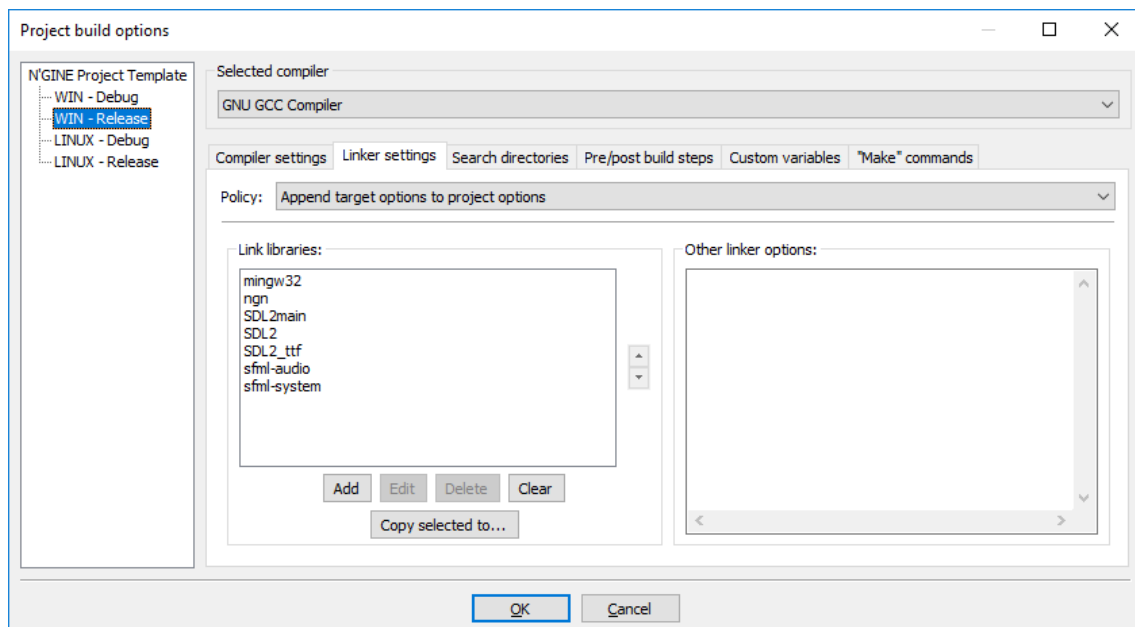 Project build options
N'GINE Project Template
WIN - Debug
WIN - Release
LINUX - Debug
LINUX - Release
Selected compiler
GNU GCC Compiler
Compiler settings Linker settings Search directories Pre/post build steps Custom variables "Make" commands
Policy: Append target options to project options
Link libraries:
mingw32
ngn
SDL2main
SDL2
SDL2_ttf
sfml-audio
sfml-system
Add Edit Delete Clear
Copy selected to...
Other linker options:
OK Cancel